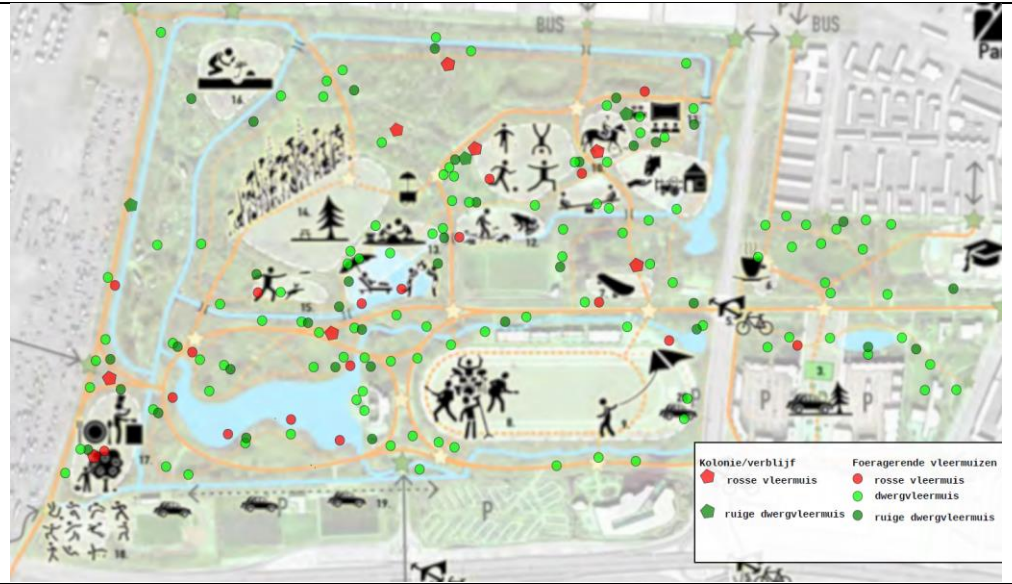 P
BUS
BUS
Par
16.
14.
13.
12.
15.
6.
5.
3.
P
P
8.
9.
P
17.
P
19.
P
18.
Kolonie/verblijf
rosse vleermuis
ruige dwergvleermuis
Foeragerende vleermuizen
rosse vleermuis
dwergvleermuis
ruige dwergvleermuis